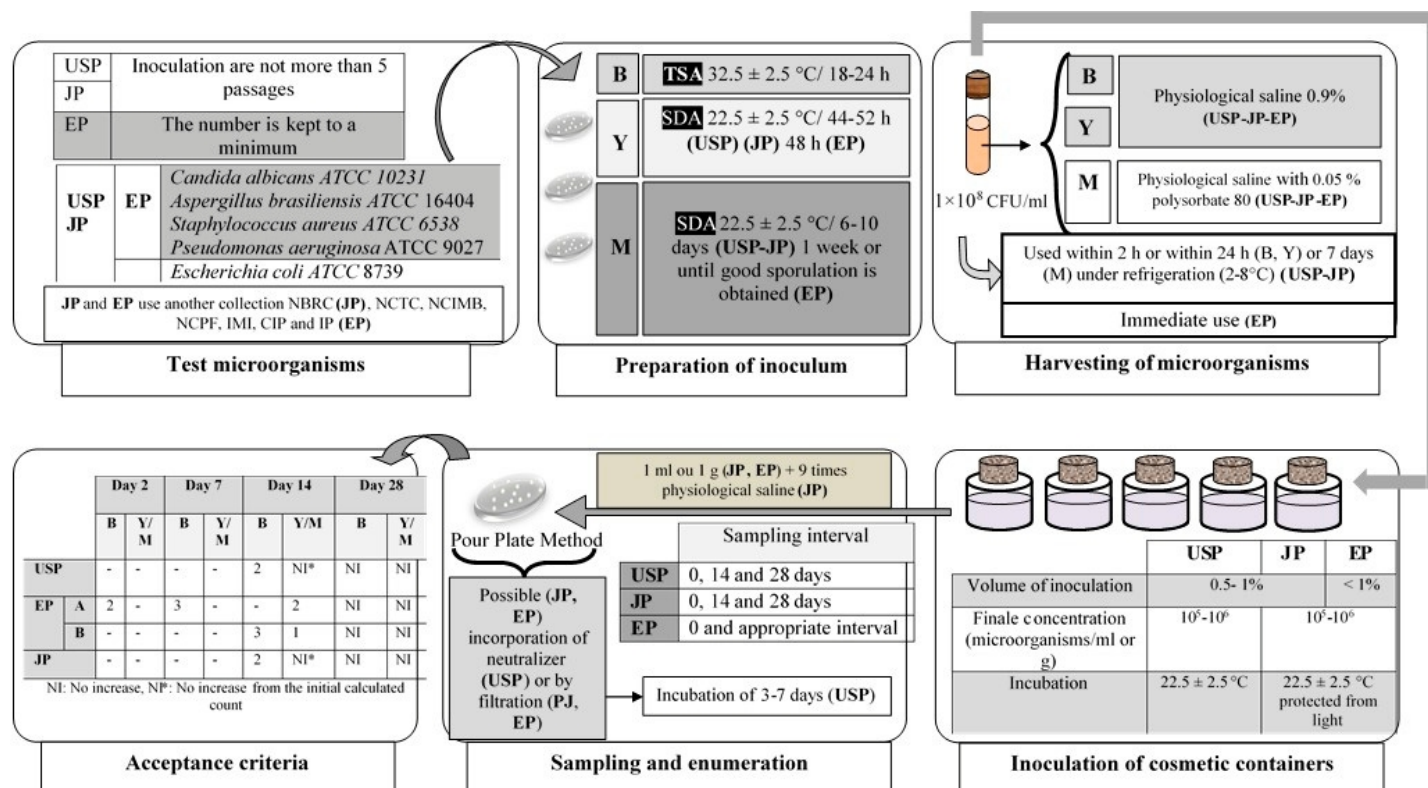 USP
JP
Inoculation are not more than 5
passages
EP
The number is kept to a
minimum
USP
JP
EP
Candida albicans ATCC 10231
Aspergillus brasiliensis ATCC 16404
Staphylococcus aureus ATCC 6538
Pseudomonas aeruginosa ATCC 9027
Escherichia coli ATCC 8739
JP and EP use another collection NBRC (JP), NCTC, NCIMB,
NCPF, IMI, CIP and IP (EP)
Test microorganisms
B
TSA 32.5 ± 2.5 °C/ 18-24 h
Y
SDA 22.5 ± 2.5 °C/ 44-52 h
(USP) (JP) 48 h (EP)
M
SDA 22.5 ± 2.5 °C/ 6-10
days (USP-JP) 1 week or
until good sporulation is
obtained (EP)
Preparation of inoculum
1×10⁸ CFU/ml
B
Y
Physiological saline 0.9%
(USP-JP-EP)
M
Physiological saline with 0.05 %
polysorbate 80 (USP-JP-EP)
Used within 2 h or within 24 h (B, Y) or 7 days
(M) under refrigeration (2-8°C) (USP-JP)
Immediate use (EP)
Harvesting of microorganisms
Day 2 Day 7 Day 14 Day 28
B Y/M B Y/M B Y/M B Y/M
USP - - - - 2 NI* NI NI
EP A 2 - 3 - - 2 NI NI
B - - - - 3 1 NI NI
JP - - - - 2 NI* NI NI
NI: No increase, NI*: No increase from the initial calculated
count
Acceptance criteria
1 ml ou 1 g (JP, EP) + 9 times
physiological saline (JP)
Pour Plate Method
Possible (JP,
EP)
incorporation of
neutralizer
(USP) or by
filtration (PJ,
EP)
Sampling interval
USP 0, 14 and 28 days
JP 0, 14 and 28 days
EP 0 and appropriate interval
Incubation of 3-7 days (USP)
Sampling and enumeration
USP JP EP
Volume of inoculation 0.5- 1% < 1%
Finale concentration
(microorganisms/ml or
g)
10⁵-10⁶ 10⁵-10⁶
Incubation 22.5 ± 2.5 °C 22.5 ± 2.5 °C
protected from
light
Inoculation of cosmetic containers